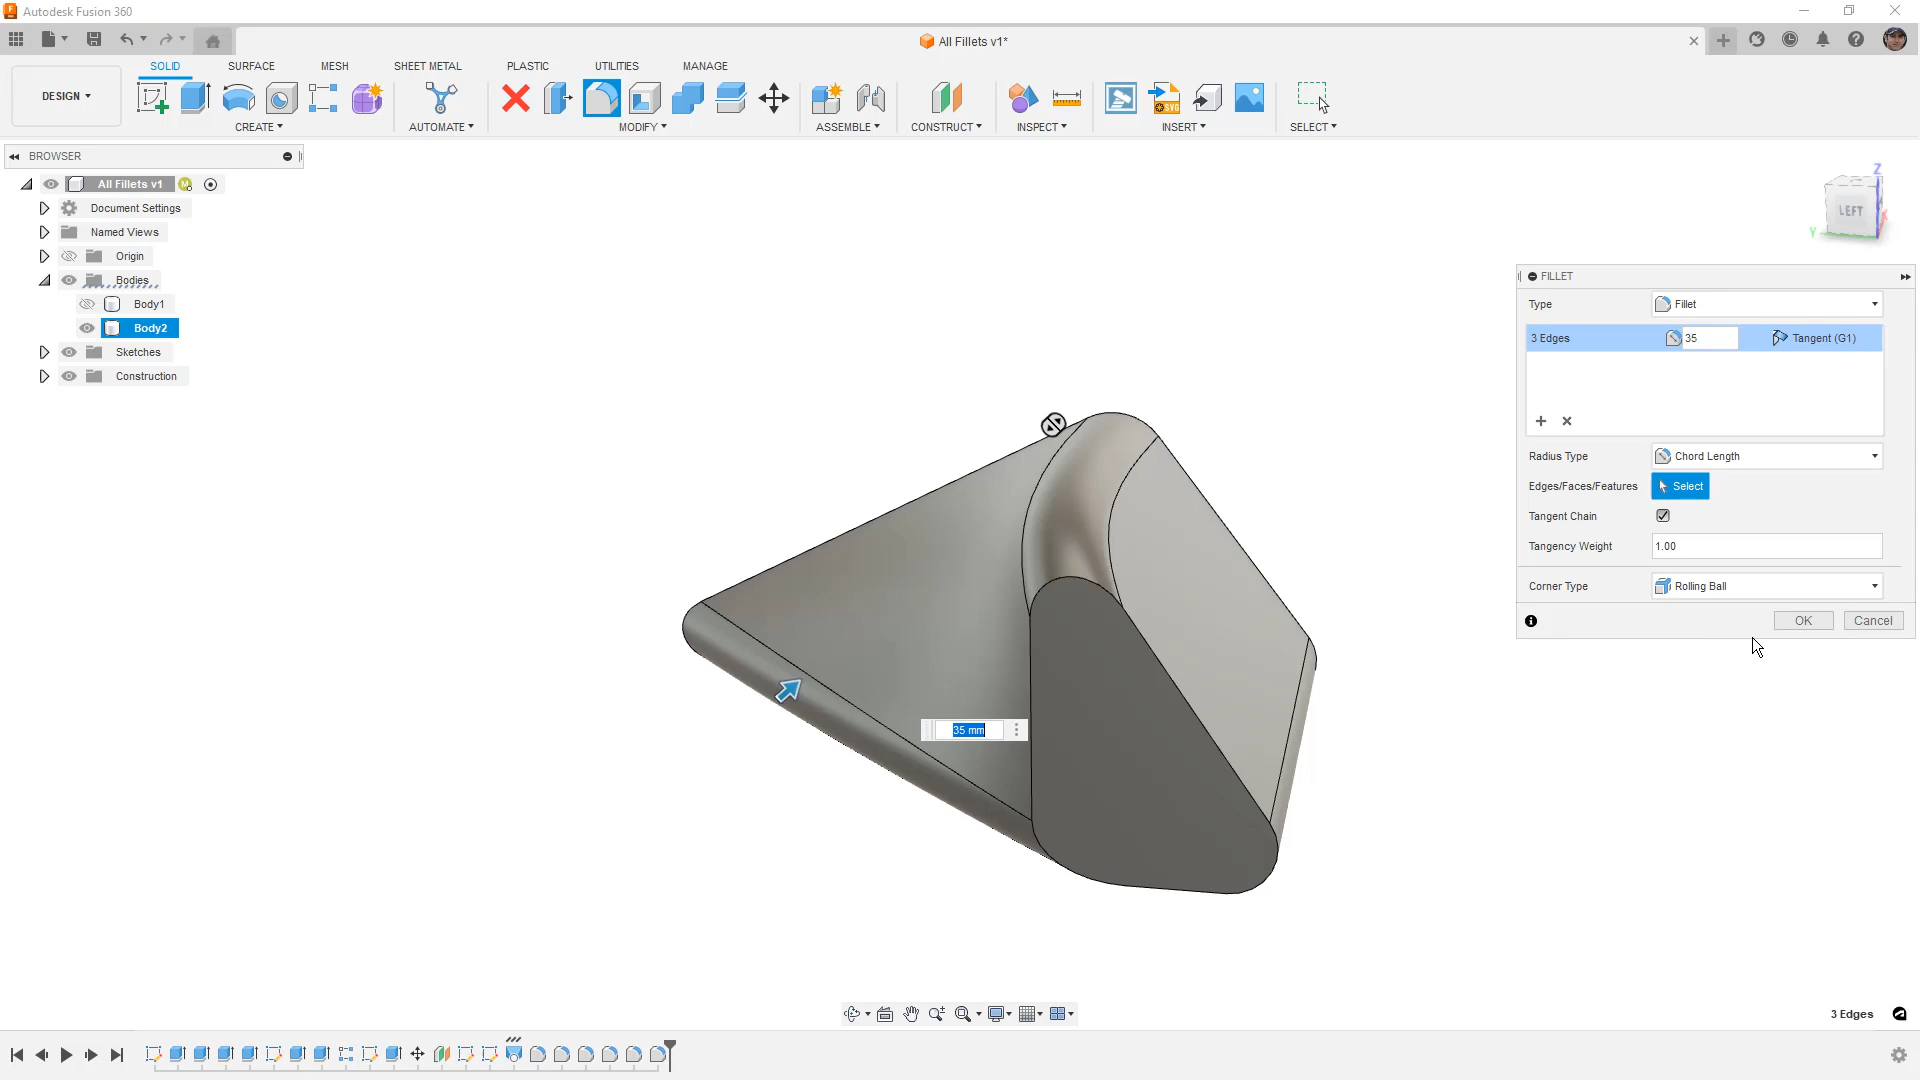 Autodesk Fusion 360
All Fillets v1*
SOLID SURFACE MESH SHEET METAL PLASTIC UTILITIES MANAGE
DESIGN
SVG
CREATE AUTOMATE MODIFY ASSEMBLE CONSTRUCT INSPECT INSERT SELECT
BROWSER
All Fillets v1
Document Settings
Named Views
Origin
Bodies
Body1
Body2
Sketches
Construction
Z
LEFT
Y
X
FILLET
Type Fillet
3 Edges 35 Tangent (G1)
Radius Type Chord Length
Edges/Faces/Features Select
Tangent Chain
Tangency Weight 1.00
Corner Type Rolling Ball
OK Cancel
35 mm
3 Edges